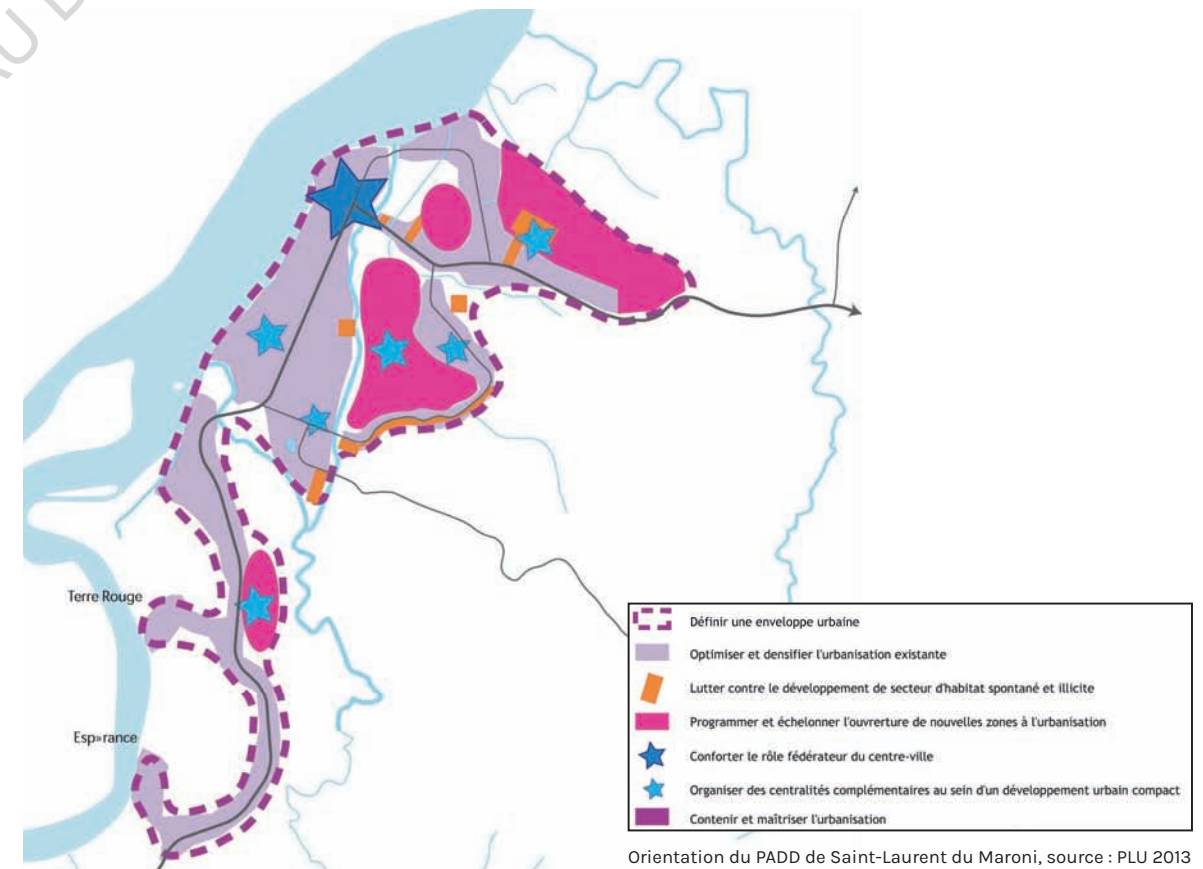 AU
Terre Rouge
Esp»rance
Définir une enveloppe urbaine
Optimiser et densifier l'urbanisation existante
Lutter contre le développement de secteur d'habitat spontané et illicite
Programmer et échelonner l'ouvrerture de nouvelles zones à l'urbanisation
Conforter le rôle fédérateur du centre-ville
Organiser des centralités complémentaires au sein d'un développement urbain compact
Contenir et maîtriser l'urbanisation
Orientation du PADD de Saint-Laurent du Maroni, source : PLU 2013